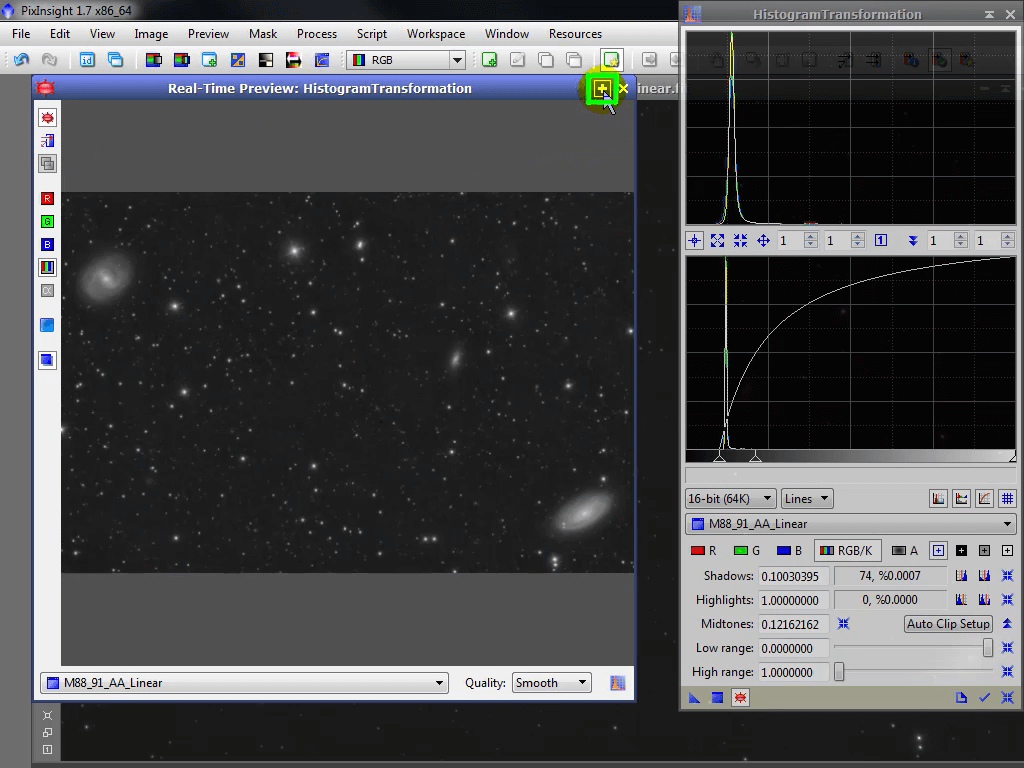 PixInsight 1.7 x86_64
HistogramTransformation
File Edit View Image Preview Mask Process Script Workspace Window Resources
RGB
Real-Time Preview: HistogramTransformation
inear.f
R
G
B
1 1 1 1 1
16-bit (64K) Lines
M88_91_AA_Linear
R G B RGB/K A
Shadows: 0.10030395 74, %0.0007
Highlights: 1.00000000 0, %0.0000
Midtones: 0.12162162 Auto Clip Setup
Low range: 0.0000000
High range: 1.0000000
M88_91_AA_Linear Quality: Smooth